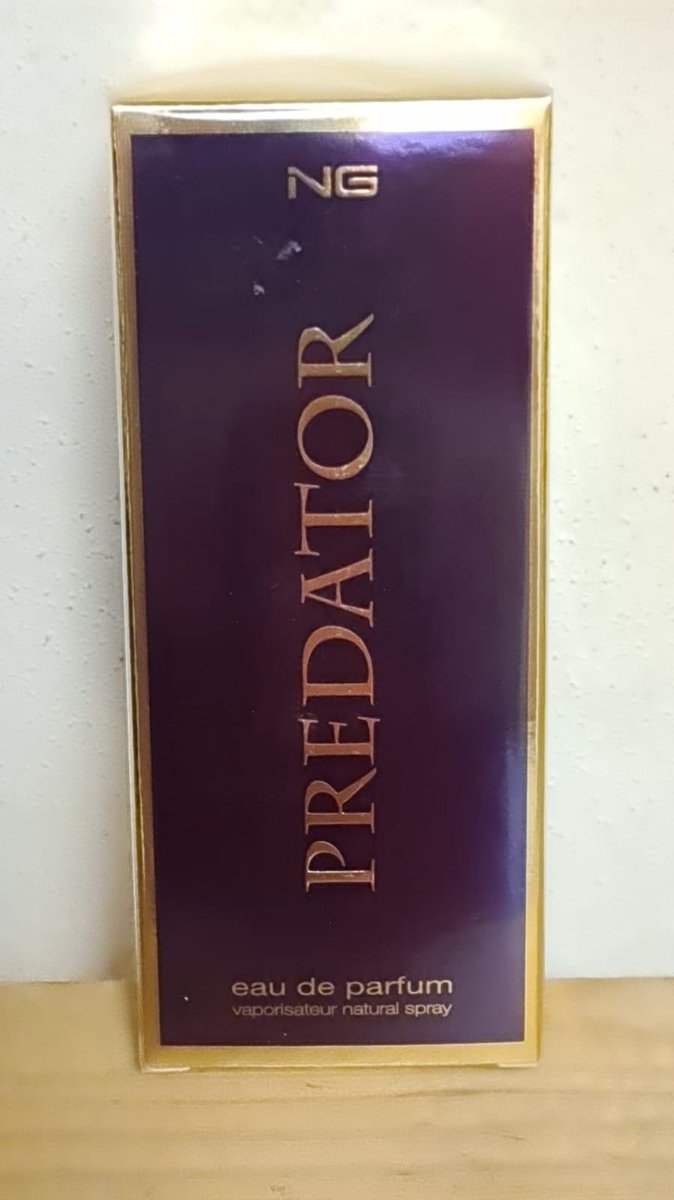 NG
PREDATOR
eau de parfum
vaporisateur natural spray